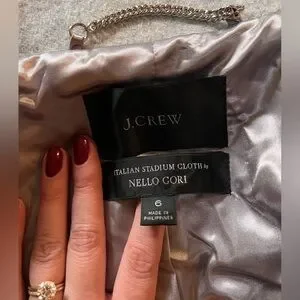 J.CREW
ITALIAN STADIUM CLOTH by
NELLO GORI
6
MADE IN
PHILIPPINES